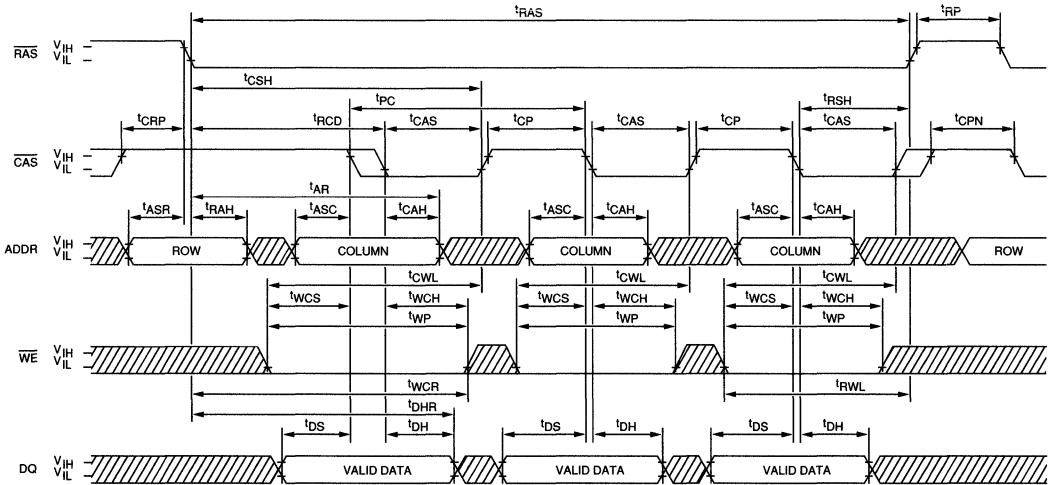 tRAS tRP
RAS VIH
VIL
tCSH
tPC tRSH
tCRP tRCD tCAS tCP tCAS tCP tCAS tCPN
CAS VIH
VIL
tAR
tASR tRAH tASC tCAH tASC tCAH tASC tCAH
ADDR VIH
VIL
ROW COLUMN COLUMN COLUMN ROW
tCWL tCWL tCWL
tWCS tWCH tWCS tWCH tWCS tWCH
tWP tWP tWP
WE VIH
VIL
tWCR tRWL
tDHR
tDS tDH tDS tDH tDS tDH
DQ VIH
VIL
VALID DATA VALID DATA VALID DATA